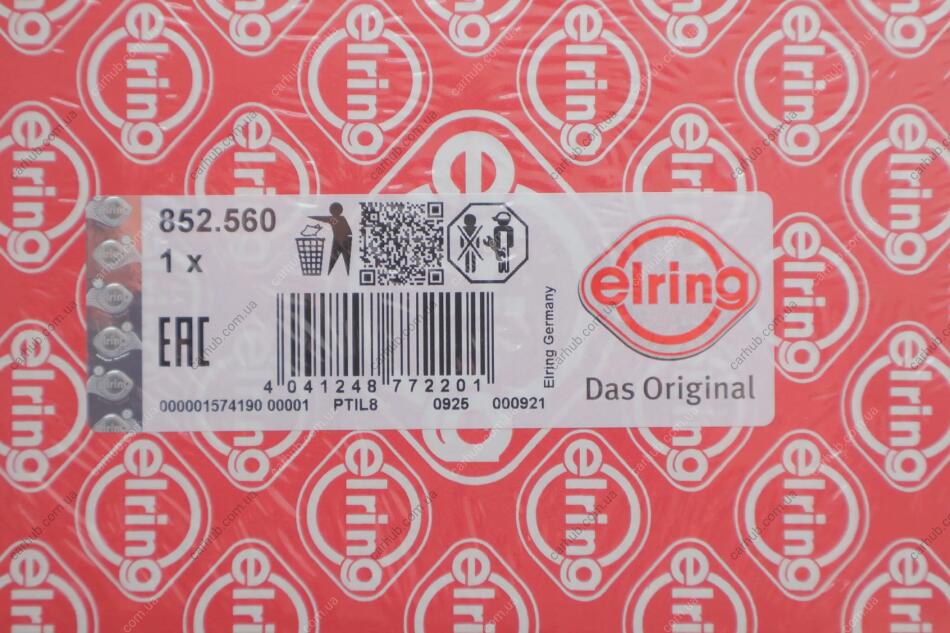 852.560
1 x
EAC
4 041248 772201
000001574190 00001 PTIL8 0925 000921
Elring Germany
elring
Das Original